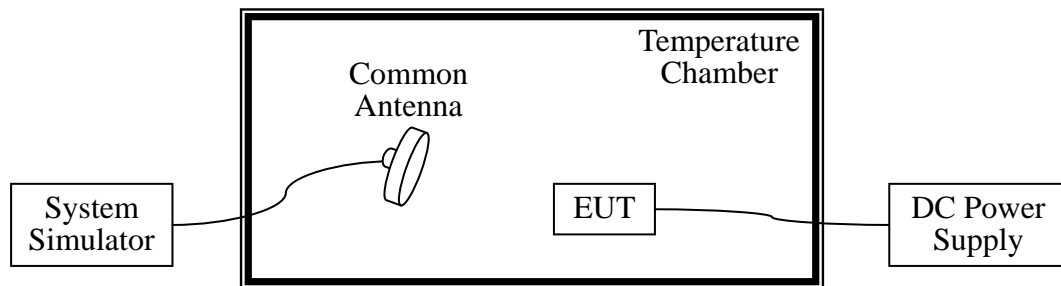 Temperature
Chamber
Common
Antenna
System
Simulator
EUT
DC Power
Supply